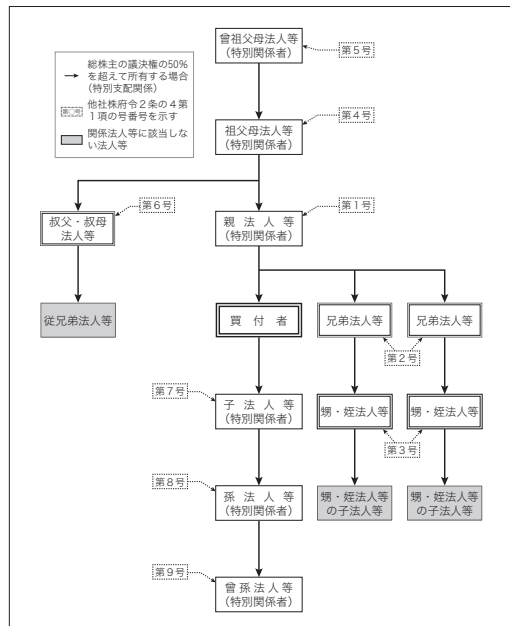 曾祖父母法人等
（特別関係者）
第5号
総株主の議決権の50%
を超えて所有する場合
（特別支配関係）
第○号
他社株府令2条の4第
1項の号番号を示す
関係法人等に該当しな
い法人等
祖父母法人等
（特別関係者）
第4号
叔父・叔母
法人等
第6号
親法人等
（特別関係者）
第1号
従兄弟法人等
買付者
兄弟法人等
兄弟法人等
第2号
第7号
子法人等
（特別関係者）
甥・姪法人等
甥・姪法人等
第3号
第8号
孫法人等
（特別関係者）
甥・姪法人等
の子法人等
甥・姪法人等
の子法人等
第9号
曾孫法人等
（特別関係者）